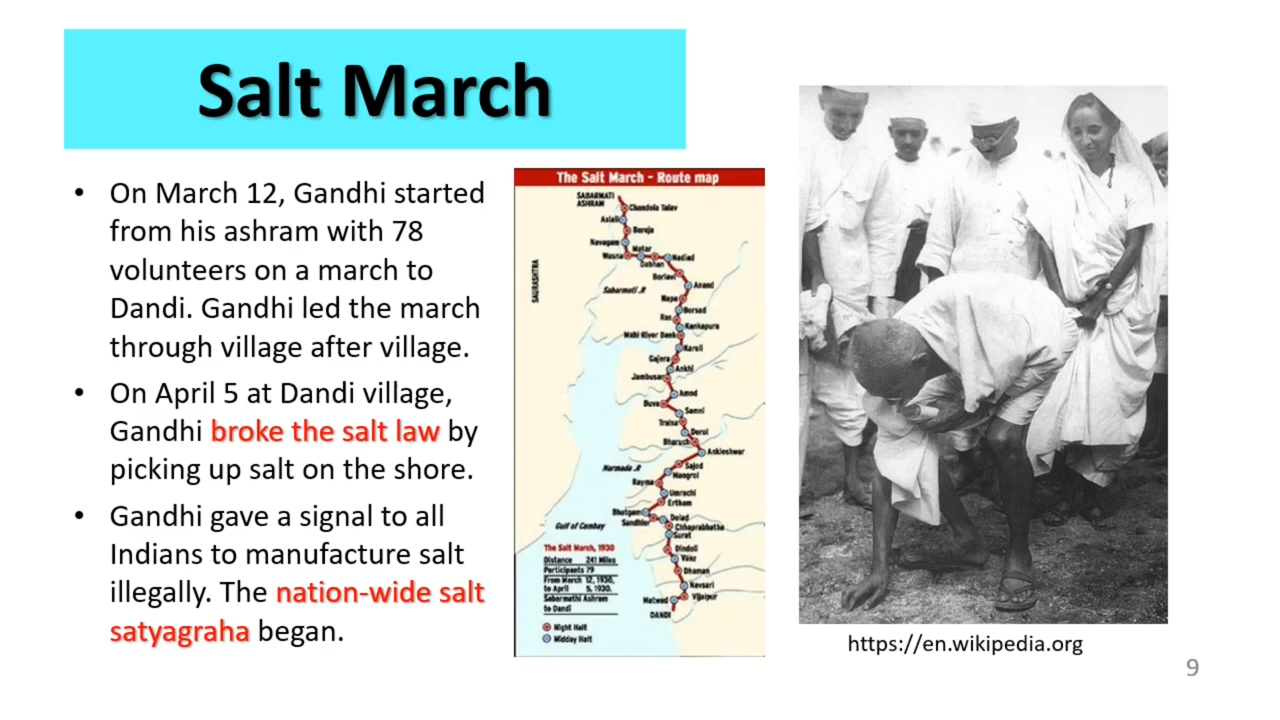 Salt March
• On March 12, Gandhi started
from his ashram with 78
volunteers on a march to
Dandi. Gandhi led the march
through village after village.
• On April 5 at Dandi village,
Gandhi broke the salt law by
picking up salt on the shore.
• Gandhi gave a signal to all
Indians to manufacture salt
illegally. The nation-wide salt
satyagraha began.
The Salt March - Route map
SABARMATI
ASHRAM
Chandola Talav
Aslali
Bareja
Navagam
Matar
Wasna
Nadiad
Dabhan
Boriavi
Anand
SAURASHTRA
Sabarmati .R
Napa
Borsad
Ras
Kankapura
Mahi River Bank
Kareli
Gajera
Ankhi
Jambusar
Amod
Buva
Samni
Tralsa
Derol
Bharuch
Ankleshwar
Sajod
Narmada .R
Mangrol
Rayma
Umrachi
Ertham
Bhatgam
Sandhier
Delad
Chhaprabhatha
Surat
Gulf of Cambay
Dindoli
Vanz
Dhaman
Navsari
Vijalpur
Matwad
DANDI
The Salt March, 1930
Distance 241 Miles
Participants 79
From March 12, 1930,
to April 5, 1930.
Sabarmathi Ashram
to Dandi
Night Halt
Midday Halt
https://en.wikipedia.org
9